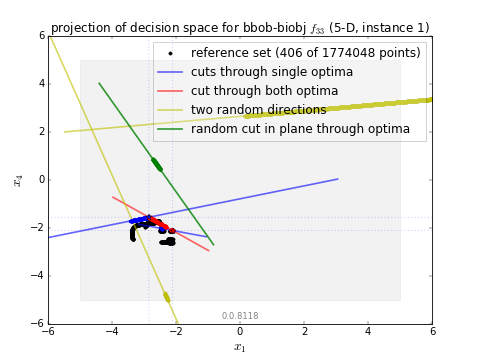 projection of decision space for bbob-biobj f₃₃ (5-D, instance 1)
6
4
2
0
−2
−4
−6
x₄
reference set (406 of 1774048 points)
cuts through single optima
cut through both optima
two random directions
random cut in plane through optima
0.0.8118
−6 −4 −2 0 2 4 6
x₁